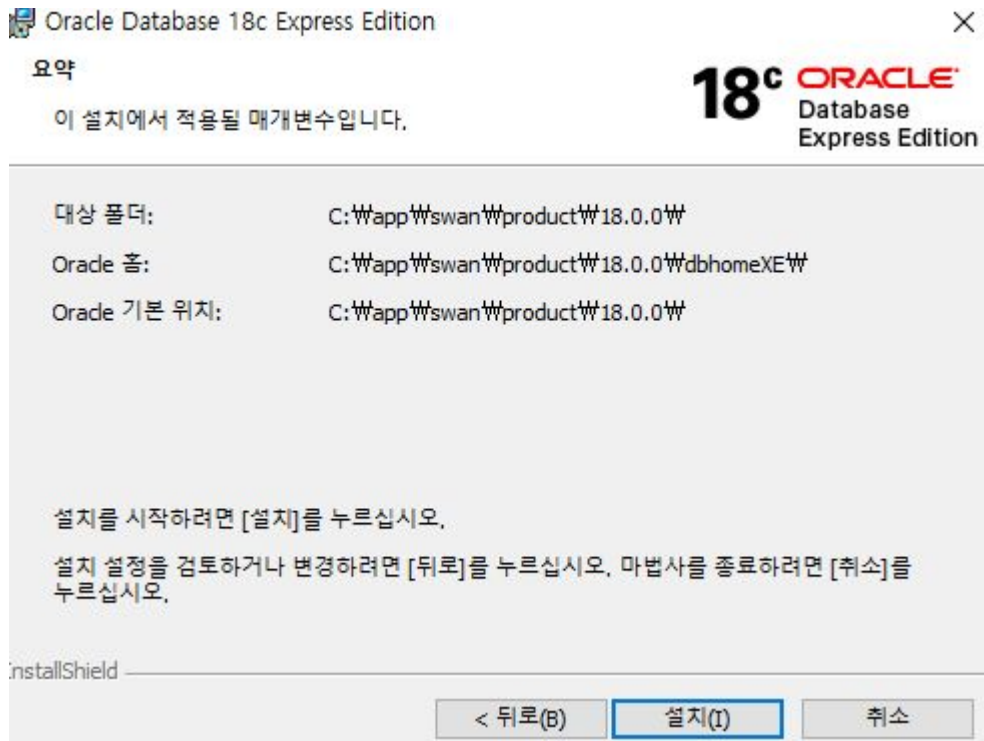 Oracle Database 18c Express Edition
요약
이 설치에서 적용될 매개변수입니다.
18c ORACLE
Database
Express Edition
대상 폴더: C:₩app₩swan₩product₩18.0.0₩
Oracle 홈: C:₩app₩swan₩product₩18.0.0₩dbhomeXE₩
Oracle 기본 위치: C:₩app₩swan₩product₩18.0.0₩
설치를 시작하려면 [설치]를 누르십시오.
설치 설정을 검토하거나 변경하려면 [뒤로]를 누르십시오. 마법사를 종료하려면 [취소]를
누르십시오.
InstallShield
< 뒤로(B) 설치(I) 취소